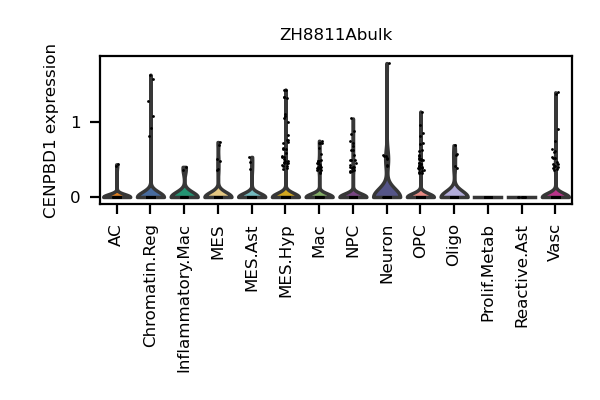 ZH8811Abulk
CENPBD1 expression
1
0
AC
Chromatin.Reg
Inflammatory.Mac
MES
MES.Ast
MES.Hyp
Mac
NPC
Neuron
OPC
Oligo
Prolif.Metab
Reactive.Ast
Vasc